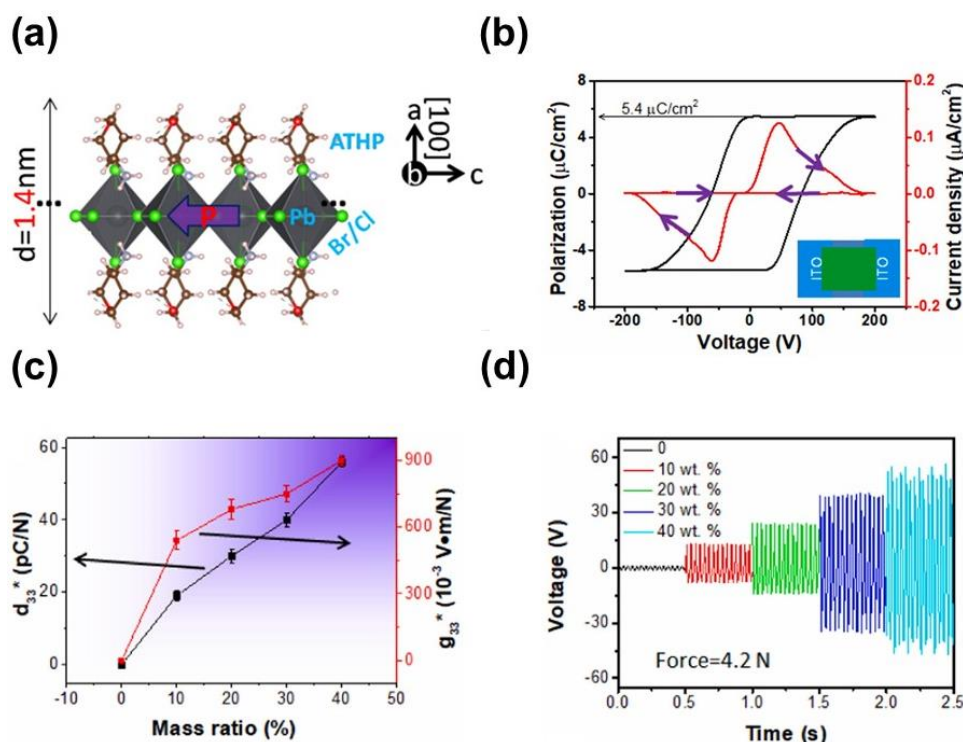 (a)
d=1.4nm
ATHP
P
Pb
Br/Cl
a
b
c
[100]
(b)
Polarization (μC/cm²)
8
4
0
-4
-8
5.4 μC/cm²
ITO
ITO
-200
-100
0
100
200
Voltage (V)
0.2
0.1
0.0
-0.1
-0.2
Current density (μA/cm²)
(c)
d₃₃* (pC/N)
60
40
20
0
-10
0
10
20
30
40
50
Mass ratio (%)
900
600
300
0
g₃₃* (10⁻³ V•m/N)
(d)
Voltage (V)
60
30
0
-30
-60
0
10 wt. %
20 wt. %
30 wt. %
40 wt. %
Force=4.2 N
0.0
0.5
1.0
1.5
2.0
2.5
Time (s)